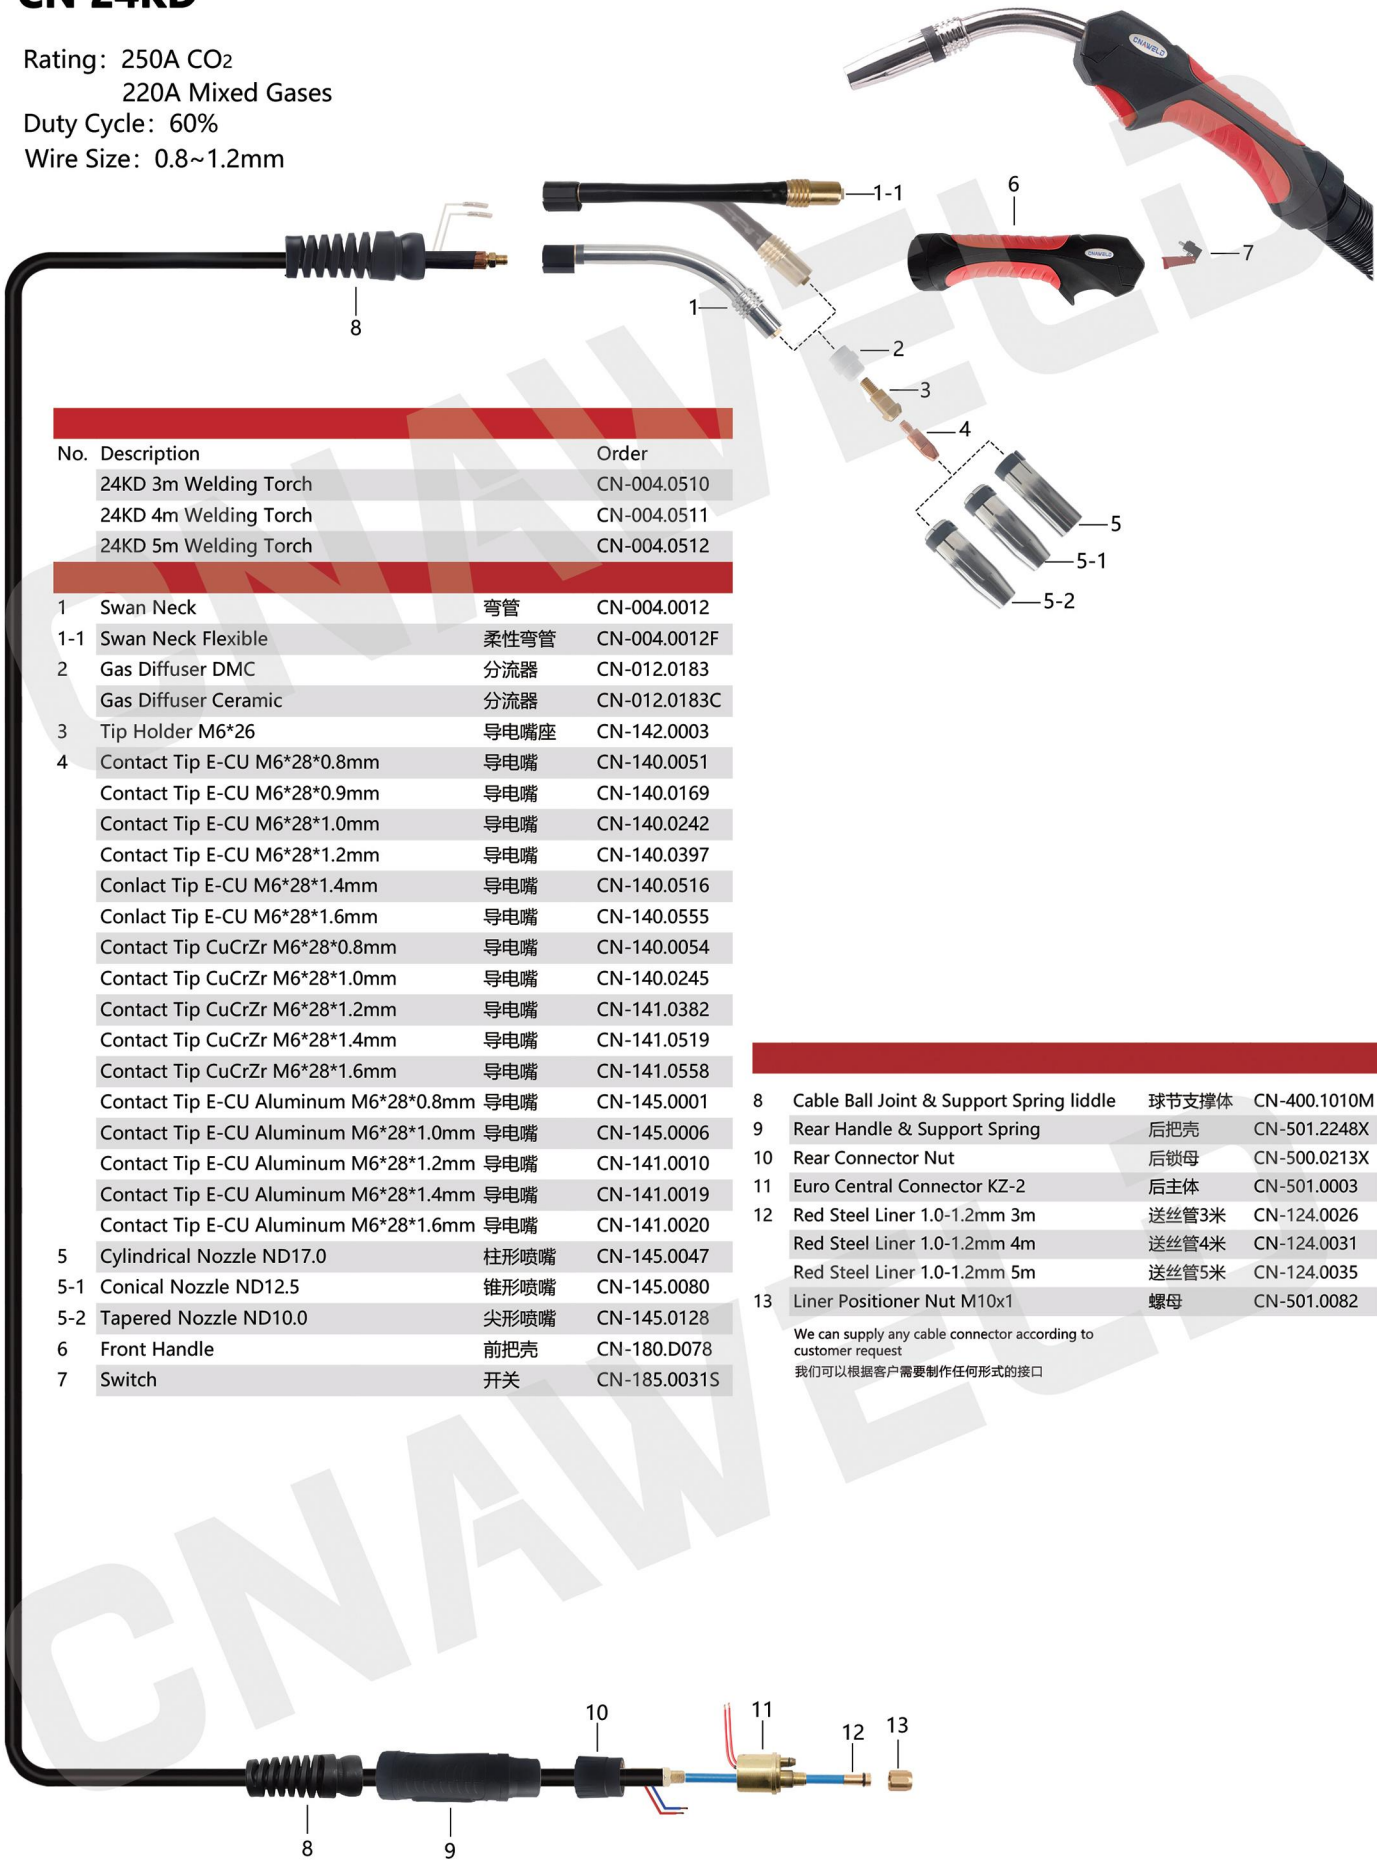 CN-24KD
Rating: 250A CO2
220A Mixed Gases
Duty Cycle: 60%
Wire Size: 0.8~1.2mm
CNAWELD
1-1
6
CNAWELD
7
8
1
2
3
4
5
5-1
5-2
No. Description Order
24KD 3m Welding Torch CN-004.0510
24KD 4m Welding Torch CN-004.0511
24KD 5m Welding Torch CN-004.0512
1 Swan Neck 弯管 CN-004.0012
1-1 Swan Neck Flexible 柔性弯管 CN-004.0012F
2 Gas Diffuser DMC 分流器 CN-012.0183
Gas Diffuser Ceramic 分流器 CN-012.0183C
3 Tip Holder M6*26 导电嘴座 CN-142.0003
4 Contact Tip E-CU M6*28*0.8mm 导电嘴 CN-140.0051
Contact Tip E-CU M6*28*0.9mm 导电嘴 CN-140.0169
Contact Tip E-CU M6*28*1.0mm 导电嘴 CN-140.0242
Contact Tip E-CU M6*28*1.2mm 导电嘴 CN-140.0397
Conlact Tip E-CU M6*28*1.4mm 导电嘴 CN-140.0516
Conlact Tip E-CU M6*28*1.6mm 导电嘴 CN-140.0555
Contact Tip CuCrZr M6*28*0.8mm 导电嘴 CN-140.0054
Contact Tip CuCrZr M6*28*1.0mm 导电嘴 CN-140.0245
Contact Tip CuCrZr M6*28*1.2mm 导电嘴 CN-141.0382
Contact Tip CuCrZr M6*28*1.4mm 导电嘴 CN-141.0519
Contact Tip CuCrZr M6*28*1.6mm 导电嘴 CN-141.0558
Contact Tip E-CU Aluminum M6*28*0.8mm 导电嘴 CN-145.0001
Contact Tip E-CU Aluminum M6*28*1.0mm 导电嘴 CN-145.0006
Contact Tip E-CU Aluminum M6*28*1.2mm 导电嘴 CN-141.0010
Contact Tip E-CU Aluminum M6*28*1.4mm 导电嘴 CN-141.0019
Contact Tip E-CU Aluminum M6*28*1.6mm 导电嘴 CN-141.0020
5 Cylindrical Nozzle ND17.0 柱形喷嘴 CN-145.0047
5-1 Conical Nozzle ND12.5 锥形喷嘴 CN-145.0080
5-2 Tapered Nozzle ND10.0 尖形喷嘴 CN-145.0128
6 Front Handle 前把壳 CN-180.D078
7 Switch 开关 CN-185.0031S
8 Cable Ball Joint & Support Spring liddle 球节支撑体 CN-400.1010M
9 Rear Handle & Support Spring 后把壳 CN-501.2248X
10 Rear Connector Nut 后锁母 CN-500.0213X
11 Euro Central Connector KZ-2 后主体 CN-501.0003
12 Red Steel Liner 1.0-1.2mm 3m 送丝管3米 CN-124.0026
Red Steel Liner 1.0-1.2mm 4m 送丝管4米 CN-124.0031
Red Steel Liner 1.0-1.2mm 5m 送丝管5米 CN-124.0035
13 Liner Positioner Nut M10x1 螺母 CN-501.0082
We can supply any cable connector according to
customer request
我们可以根据客户需要制作任何形式的接口
10
11
12
13
8
9
CNAWELD
CNAWELD